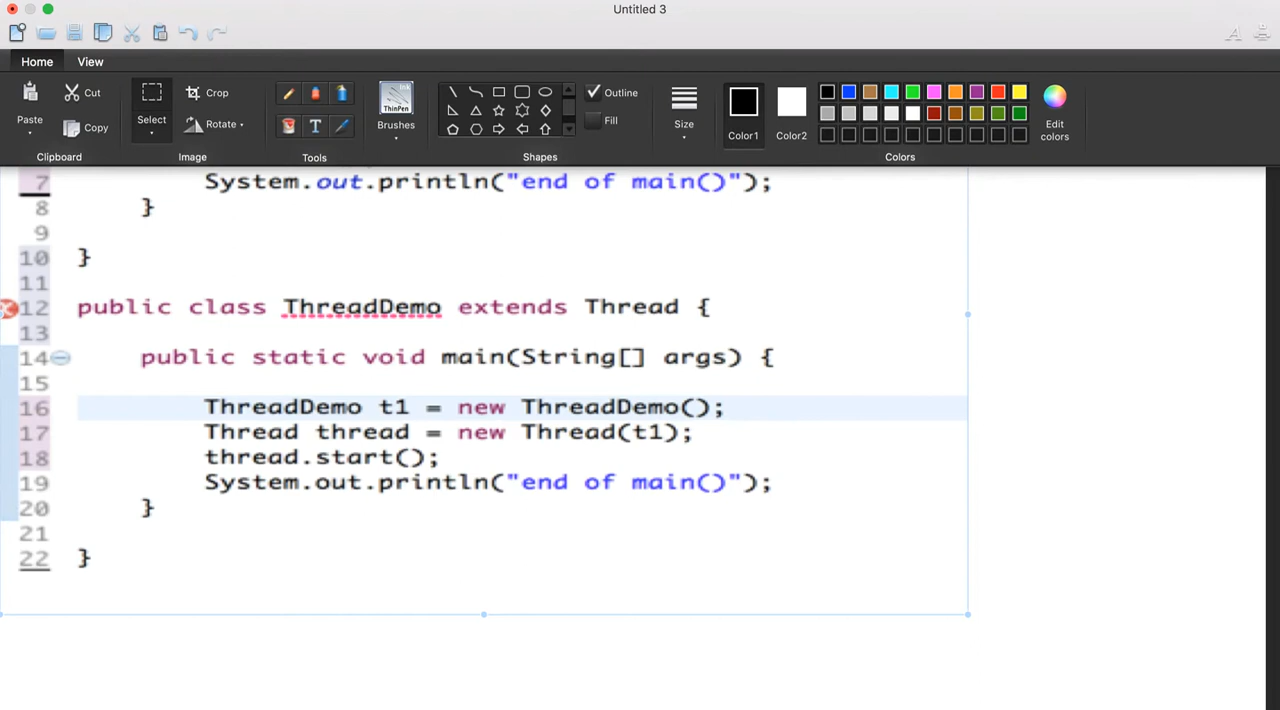 Untitled 3
Home View
Paste
Cut
Copy
Clipboard
Select
Crop
Rotate
Image
Tools
Ink
ThinPen
Brushes
Outline
Fill
Shapes
Size
Color1
Color2
Edit
colors
Colors
7 System.out.println("end of main()");
8 }
9
10 }
11
12 public class ThreadDemo extends Thread {
13
14 public static void main(String[] args) {
15
16 ThreadDemo t1 = new ThreadDemo();
17 Thread thread = new Thread(t1);
18 thread.start();
19 System.out.println("end of main()");
20 }
21
22 }